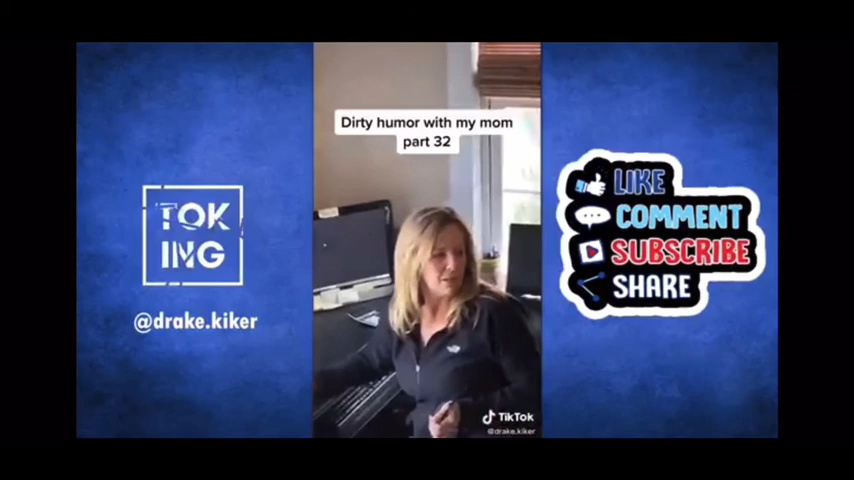 Dirty humor with my mom
part 32
TOK
ING
@drake.kiker
LIKE
COMMENT
SUBSCRIBE
SHARE
TikTok
@drake.kiker